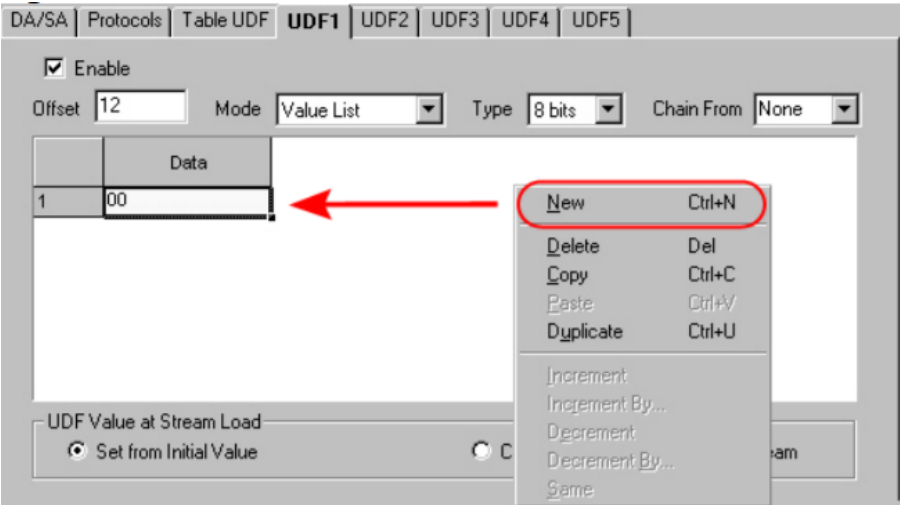 DA/SA Protocols Table UDF UDF1 UDF2 UDF3 UDF4 UDF5
Enable
Offset 12 Mode Value List Type 8 bits Chain From None
Data
1 00
New Ctrl+N
Delete Del
Copy Ctrl+C
Paste Ctrl+V
Duplicate Ctrl+U
Increment
Increment By...
Decrement
Decrement By...
Same
UDF Value at Stream Load
Set from Initial Value